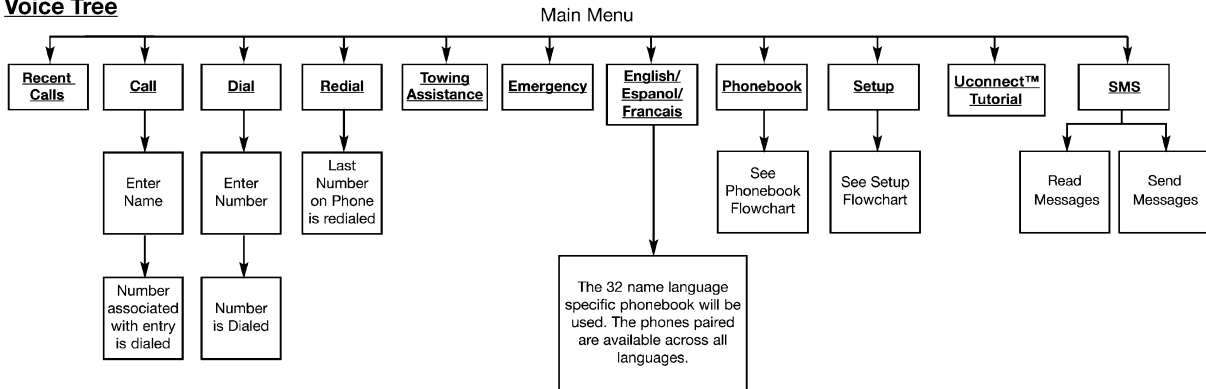 Voice Tree
Main Menu
Recent
Calls
Call
Dial
Redial
Towing
Assistance
Emergency
English/
Espanol/
Francais
Phonebook
Setup
Uconnect™
Tutorial
SMS
Enter
Name
Enter
Number
Last
Number
on Phone
is redialed
See
Phonebook
Flowchart
See Setup
Flowchart
Read
Messages
Send
Messages
Number
associated
with entry
is dialed
Number
is Dialed
The 32 name language
specific phonebook will be
used. The phones paired
are available across all
languages.